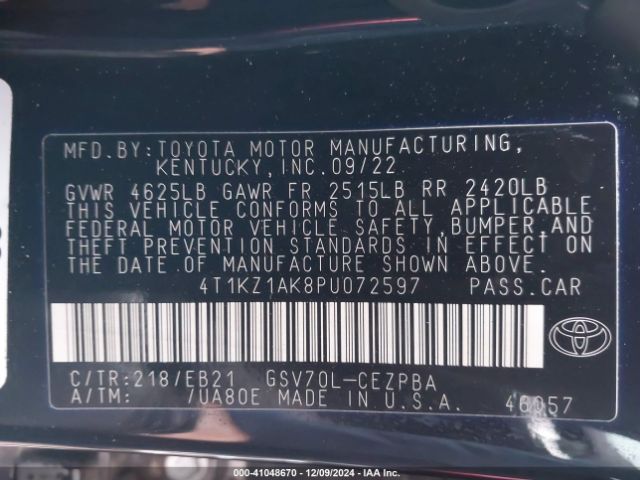 MFD.BY:TOYOTA MOTOR MANUFACTURING,
KENTUCKY,INC.09/22
GVWR 4625LB GAWR FR 2515LB RR 2420LB
THIS VEHICLE CONFORMS TO ALL APPLICABLE
FEDERAL MOTOR VEHICLE SAFETY,BUMPER,AND
THEFT PREVENTION STANDARDS IN EFFECT ON
THE DATE OF MANUFACTURE SHOWN ABOVE.
4T1KZ1AK8PU072597 PASS.CAR
C/TR:218/EB21 GSV70L-CEZPBA
A/TM: /UA80E MADE IN U.S.A. 46057
000-41048670 - 12/09/2024 - IAA Inc.